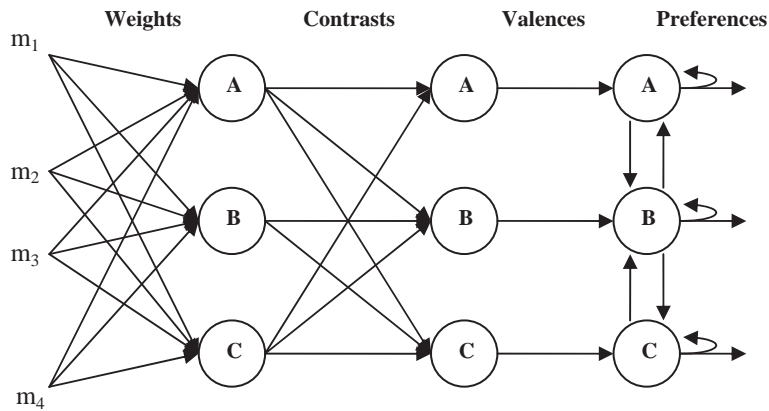 Weights Contrasts Valences Preferences
m1
A A A
m2
B B B
m3
C C C
m4